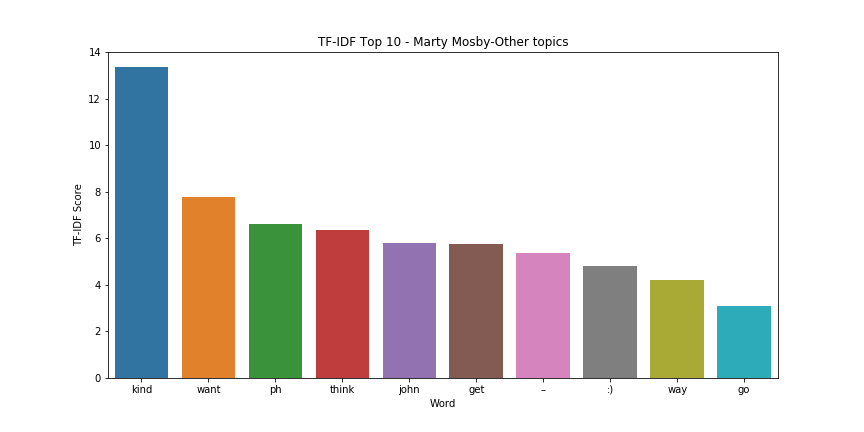 TF-IDF Top 10 - Marty Mosby-Other topics
14
12
10
8
6
4
2
0
TF-IDF Score
kind want ph think john get – :) way go
Word